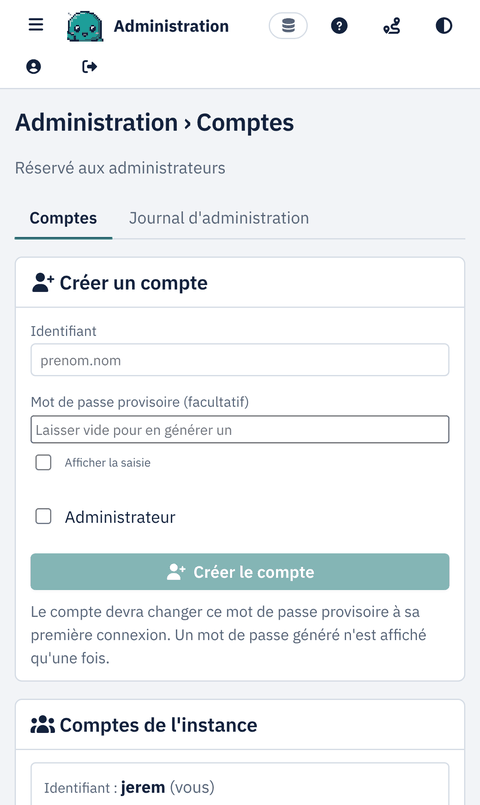 Administration
Administration › Comptes
Réservé aux administrateurs
Comptes
Journal d'administration
Créer un compte
Identifiant
prenom.nom
Mot de passe provisoire (facultatif)
Laisser vide pour en générer un
Afficher la saisie
Administrateur
Créer le compte
Le compte devra changer ce mot de passe provisoire à sa
première connexion. Un mot de passe généré n'est affiché
qu'une fois.
Comptes de l'instance
Identifiant : jerem (vous)